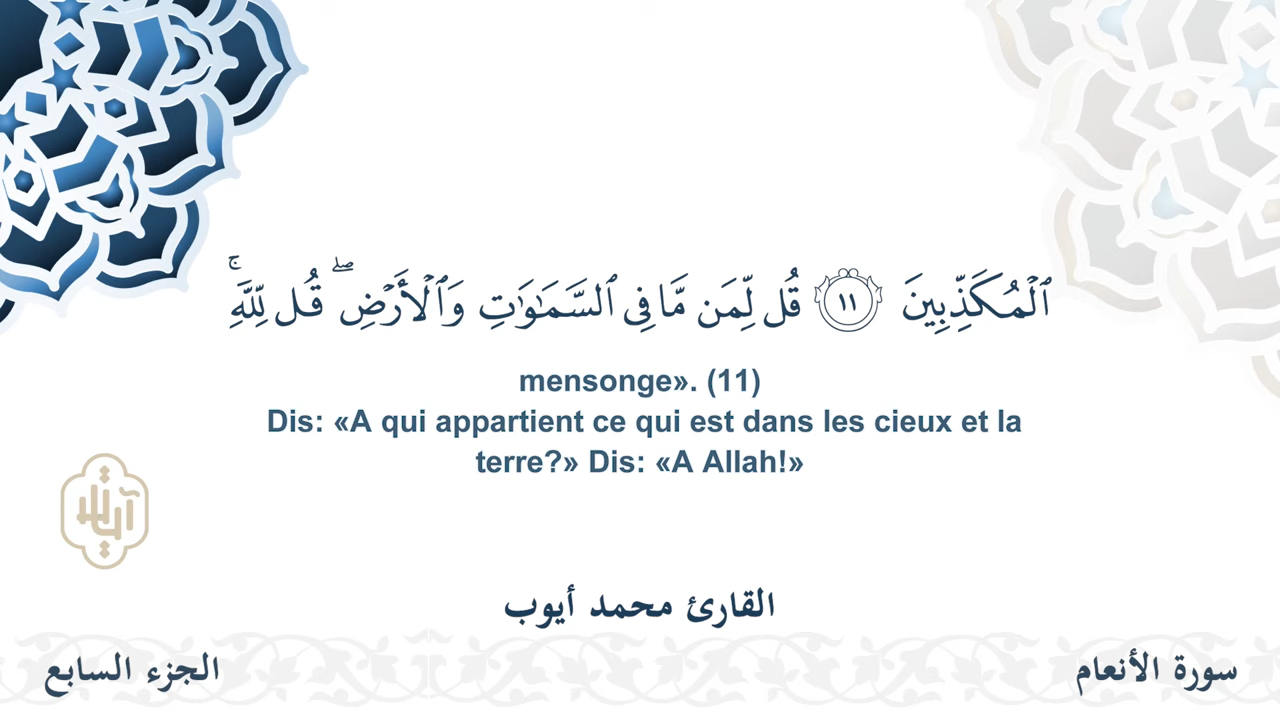 ٱلۡمُكَذِّبِينَ ١١ قُل لِّمَن مَّا فِي ٱلسَّمَٰوَٰتِ وَٱلۡأَرۡضِۖ قُل لِّلَّهِۚ
mensonge». (11)
Dis: «A qui appartient ce qui est dans les cieux et la
terre?» Dis: «A Allah!»
آيات
القارئ محمد أيوب
سورة الأنعام
الجزء السابع